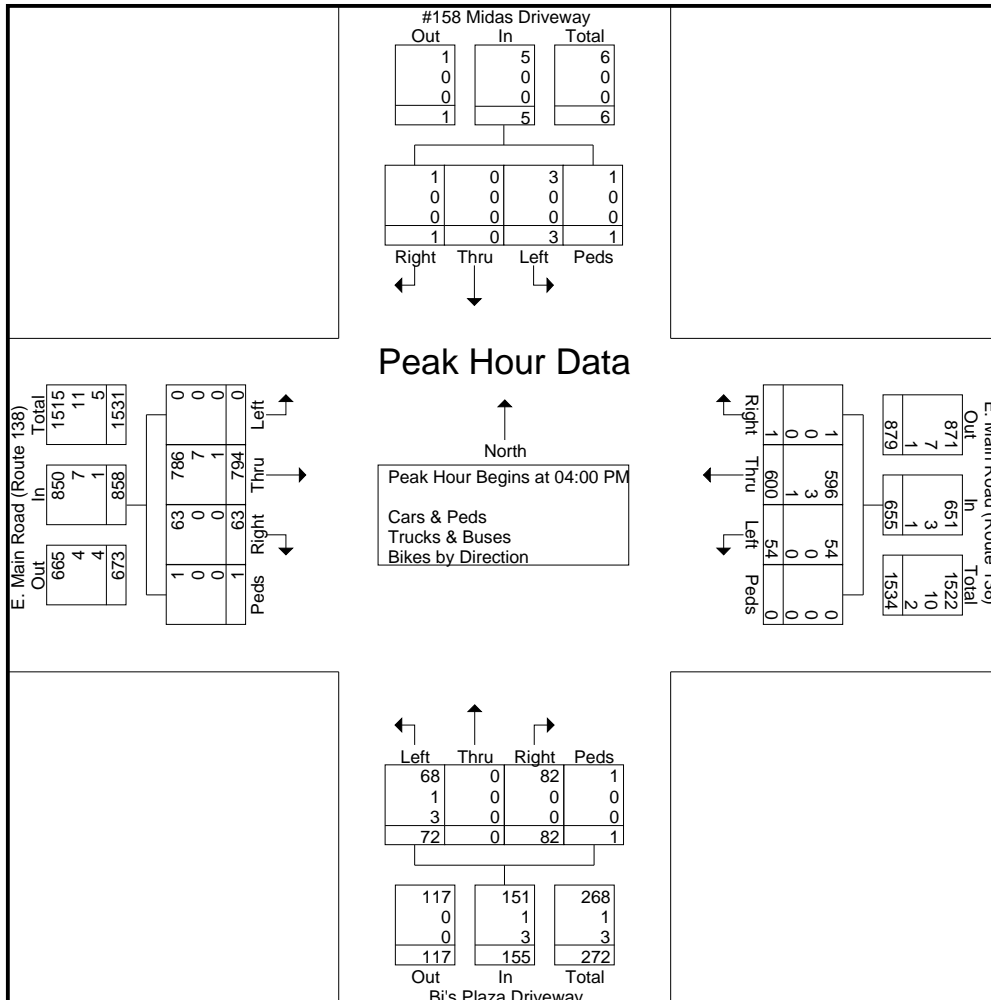 #158 Midas Driveway
Out In Total
1 5 6
0 0 0
0 0 0
1 5 6
1 0 3 1
0 0 0 0
0 0 0 0
1 0 3 1
Right Thru Left Peds
Peak Hour Data
North
Peak Hour Begins at 04:00 PM
Cars & Peds
Trucks & Buses
Bikes by Direction
E. Main Road (Route 138)
Out In Total
665 850 1515
4 7 11
4 1 5
673 858 1531
Peds Right Thru Left
1 63 786 0
0 0 7 0
0 0 1 0
1 63 794 0
Right Thru Left Peds
1 596 54 0
0 3 0 0
0 1 0 0
1 600 54 0
E. Main Road (Route 138)
Out In Total
871 651 1522
7 3 10
1 1 2
879 655 1534
Left Thru Right Peds
68 0 82 1
1 0 0 0
3 0 0 0
72 0 82 1
117 151 268
0 1 1
0 3 3
117 155 272
Out In Total
Bi's Plaza Driveway